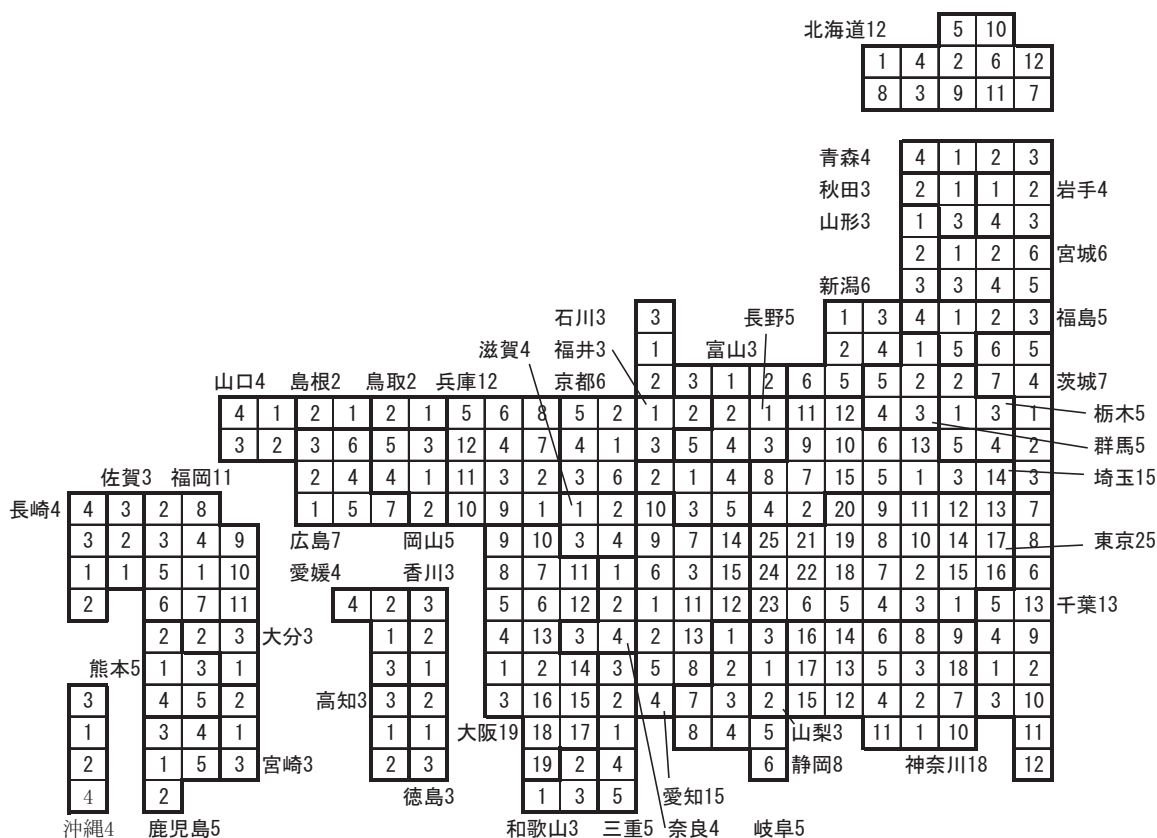 北海道12 5 10
1 4 2 6 12
8 3 9 11 7
青森4 4 1 2 3
秋田3 2 1 1 2 岩手4
山形3 1 3 4 3
2 1 2 6 宮城6
新潟6 3 3 4 5
石川3 3 長野5 1 3 4 1 2 3 福島5
滋賀4 福井3 1 富山3 2 4 1 5 6 5
山口4 島根2 鳥取2 兵庫12 京都6 2 3 1 2 6 5 5 2 2 7 4 茨城7
4 1 2 1 2 1 5 6 8 5 2 1 2 2 1 11 12 4 3 1 3 1 栃木5
3 2 3 6 5 3 12 4 7 4 1 3 5 4 3 9 10 6 13 5 4 2 群馬5
佐賀3 福岡11 2 4 4 1 11 3 2 3 6 2 1 4 8 7 15 5 1 3 14 3 埼玉15
長崎4 4 3 2 8 1 5 7 2 10 9 1 1 2 10 3 5 4 2 20 9 11 12 13 7
3 2 3 4 9 広島7 岡山5 9 10 3 4 9 7 14 25 21 19 8 10 14 17 8 東京25
1 1 5 1 10 愛媛4 香川3 8 7 11 1 6 3 15 24 22 18 7 2 15 16 6
2 6 7 11 4 2 3 5 6 12 2 1 11 12 23 6 5 4 3 1 5 13 千葉13
2 2 3 大分3 1 2 4 13 3 4 2 13 1 3 16 14 6 8 9 4 9
熊本5 1 3 1 3 1 1 2 14 3 5 8 2 1 17 13 5 3 18 1 2
3 4 5 2 高知3 3 2 3 16 15 2 4 7 3 2 15 12 4 2 7 3 10
1 3 4 1 1 1 大阪19 18 17 1 8 4 5 山梨3 11 1 10 11
2 1 5 3 宮崎3 2 3 19 2 4 6 静岡8 神奈川18 12
4 2 徳島3 1 3 5 愛知15
沖縄4 鹿児島5 和歌山3 三重5 奈良4 岐阜5